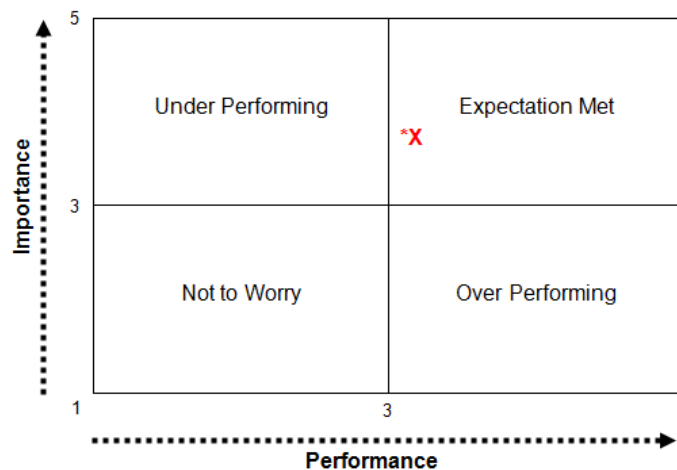 5
Under Performing
Expectation Met
*X
Importance
3
Not to Worry
Over Performing
1
3
Performance